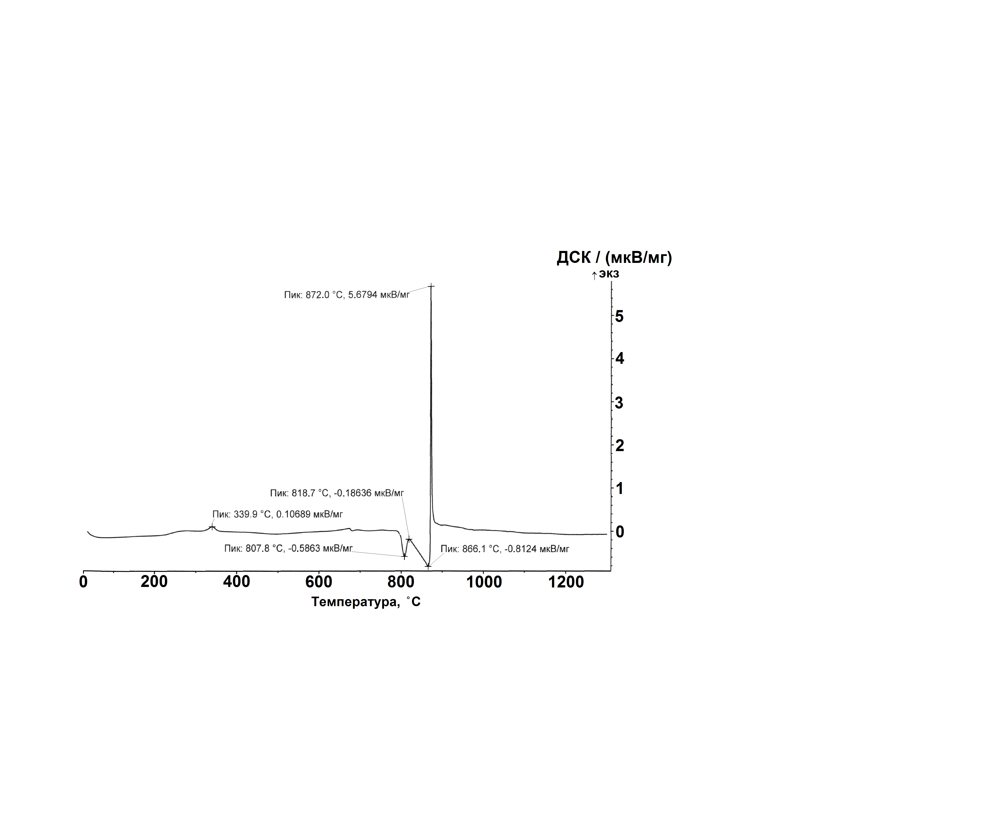 ДСК / (мкВ/мг)
↑ экз
Пик: 872.0 °C, 5.6794 мкВ/мг
5
4
3
2
Пик: 818.7 °C, -0.18636 мкВ/мг
1
Пик: 339.9 °C, 0.10689 мкВ/мг
0
Пик: 807.8 °C, -0.5863 мкВ/мг
Пик: 866.1 °C, -0.8124 мкВ/мг
0 200 400 600 800 1000 1200
Температура, °C